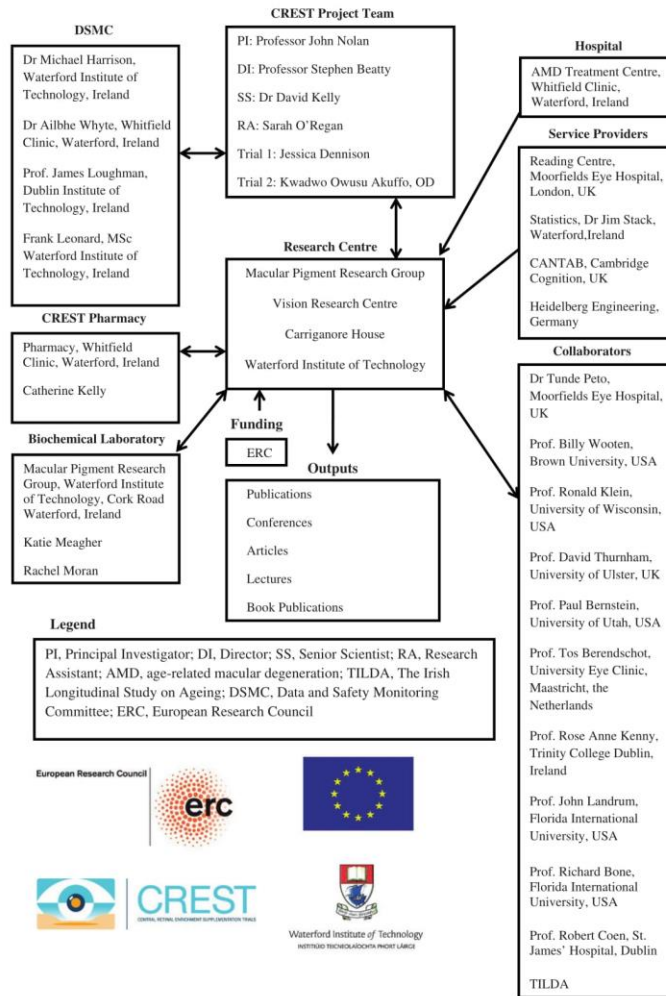 DSMC
Dr Michael Harrison,
Waterford Institute of
Technology, Ireland
Dr Ailbhe Whyte, Whitfield
Clinic, Waterford, Ireland
Prof. James Loughman,
Dublin Institute of
Technology, Ireland
Frank Leonard, MSc
Waterford Institute of
Technology, Ireland
CREST Project Team
PI: Professor John Nolan
DI: Professor Stephen Beatty
SS: Dr David Kelly
RA: Sarah O'Regan
Trial 1: Jessica Dennison
Trial 2: Kwadwo Owusu Akuffo, OD
Hospital
AMD Treatment Centre,
Whitfield Clinic,
Waterford, Ireland
Service Providers
Reading Centre,
Moorfields Eye Hospital,
London, UK
Statistics, Dr Jim Stack,
Waterford,Ireland
CANTAB, Cambridge
Cognition, UK
Heidelberg Engineering,
Germany
Research Centre
Macular Pigment Research Group
Vision Research Centre
Carriganore House
Waterford Institute of Technology
CREST Pharmacy
Pharmacy, Whitfield
Clinic, Waterford, Ireland
Catherine Kelly
Biochemical Laboratory
Macular Pigment Research
Group, Waterford Institute
of Technology, Cork Road
Waterford, Ireland
Katie Meagher
Rachel Moran
Funding
ERC
Outputs
Publications
Conferences
Articles
Lectures
Book Publications
Collaborators
Dr Tunde Peto,
Moorfields Eye Hospital,
UK
Prof. Billy Wooten,
Brown University, USA
Prof. Ronald Klein,
University of Wisconsin,
USA
Prof. David Thurnham,
University of Ulster, UK
Prof. Paul Bernstein,
University of Utah, USA
Prof. Tos Berendschot,
University Eye Clinic,
Maastricht, the
Netherlands
Prof. Rose Anne Kenny,
Trinity College Dublin,
Ireland
Prof. John Landrum,
Florida International
University, USA
Prof. Richard Bone,
Florida International
University, USA
Prof. Robert Coen, St.
James' Hospital, Dublin
TILDA
Legend
PI, Principal Investigator; DI, Director; SS, Senior Scientist; RA, Research
Assistant; AMD, age-related macular degeneration; TILDA, The Irish
Longitudinal Study on Ageing; DSMC, Data and Safety Monitoring
Committee; ERC, European Research Council
European Research Council
erc
CREST
CENTRAL RETINAL ENRICHMENT SUPPLEMENTATION TRIALS
Waterford Institute of Technology
INSTITIÚID TEICNEOLAÍOCHTA PHORT LÁIRGE